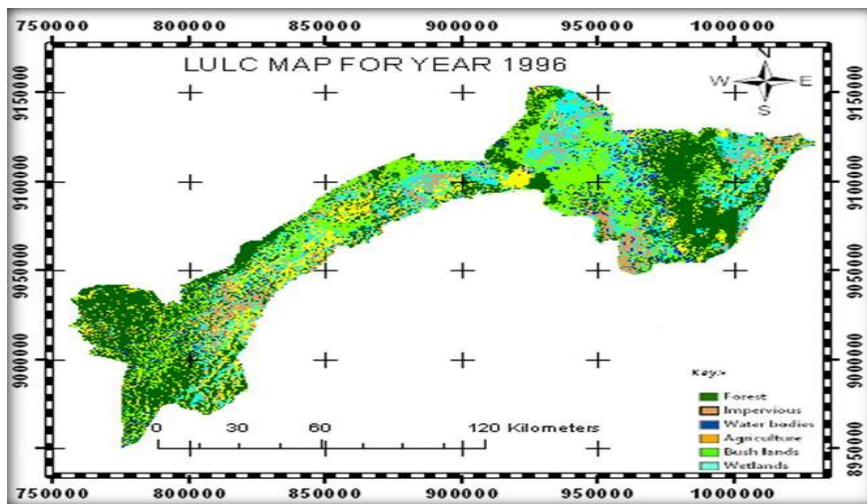 7500000 800000 850000 900000 950000 1000000
LULC MAP FOR YEAR 1996
N
W E
S
9150000 9150000
9100000 9100000
9050000 9050000
9000000 9000000
8950000
Key:-
Forest
Impervious
Water bodies
Agriculture
Bush lands
Wetlands
0 30 60 120 Kilometers
7500000 800000 850000 900000 950000 1000000